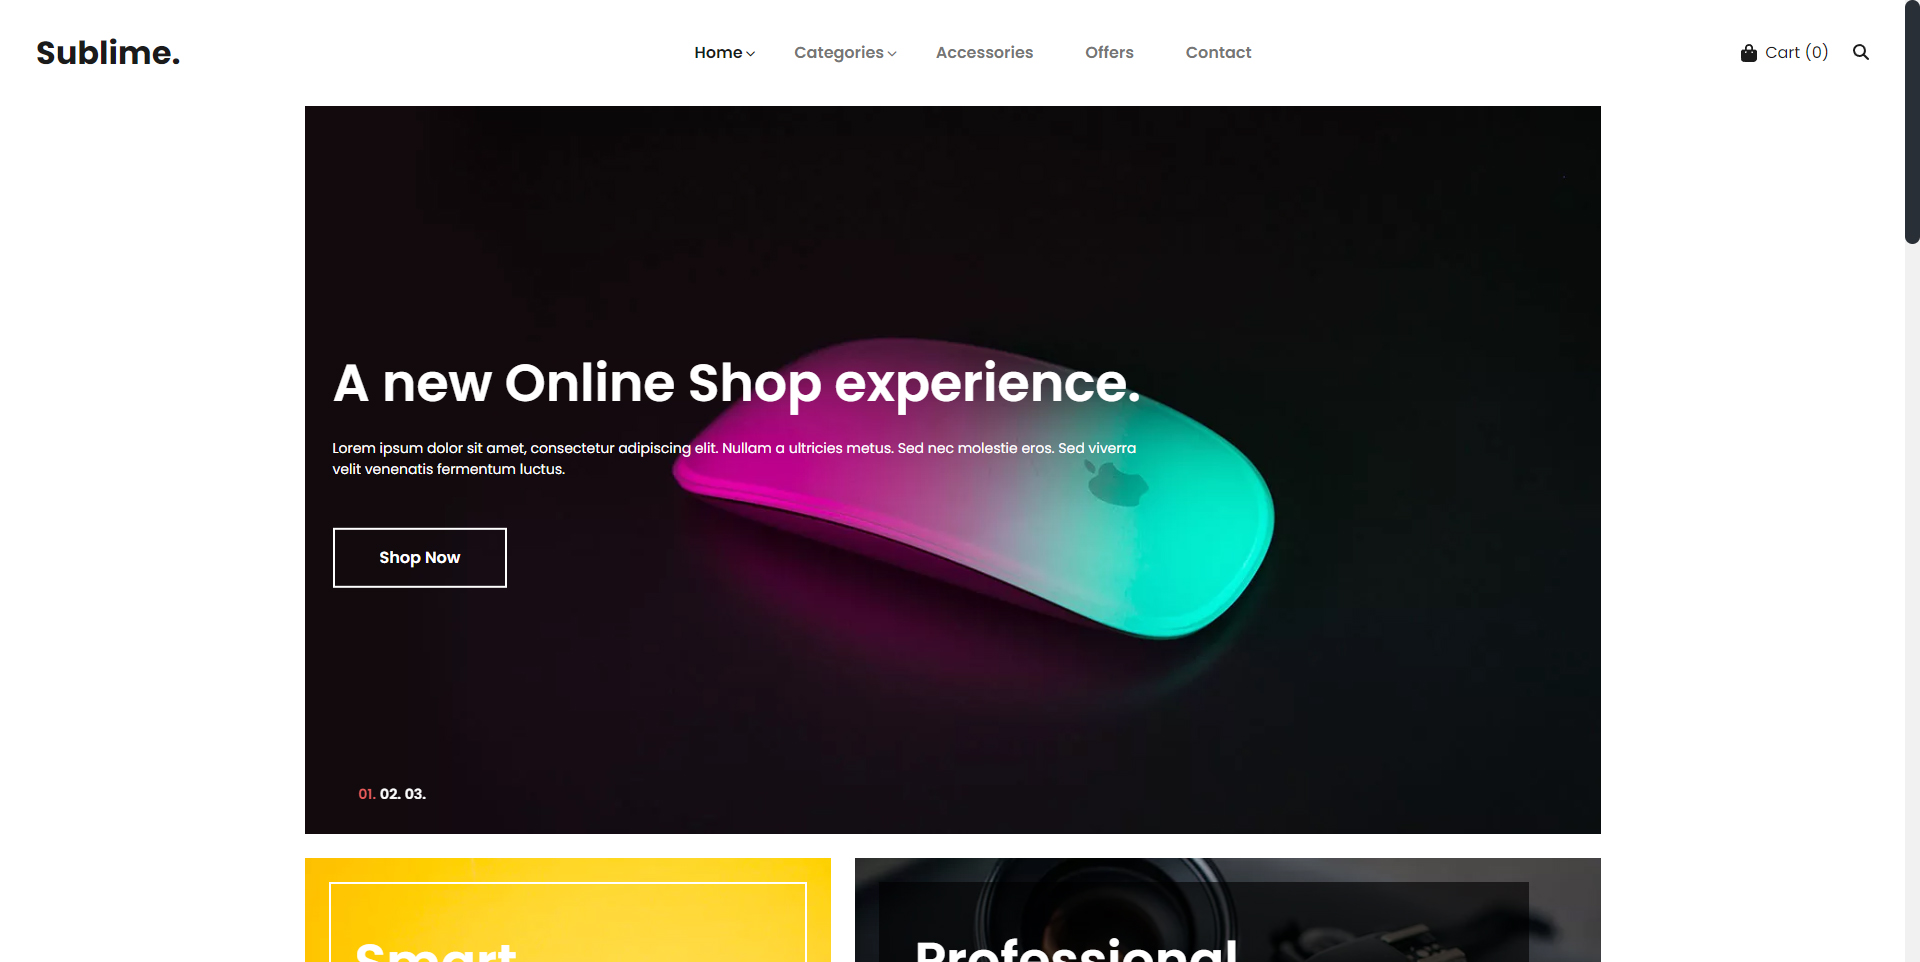 Sublime.
Home
Categories
Accessories
Offers
Contact
Cart (0)
A new Online Shop experience.
Lorem ipsum dolor sit amet, consectetur adipiscing elit. Nullam a ultricies metus. Sed nec molestie eros. Sed viverra
velit venenatis fermentum luctus.
Shop Now
01. 02. 03.
Smart
Professional